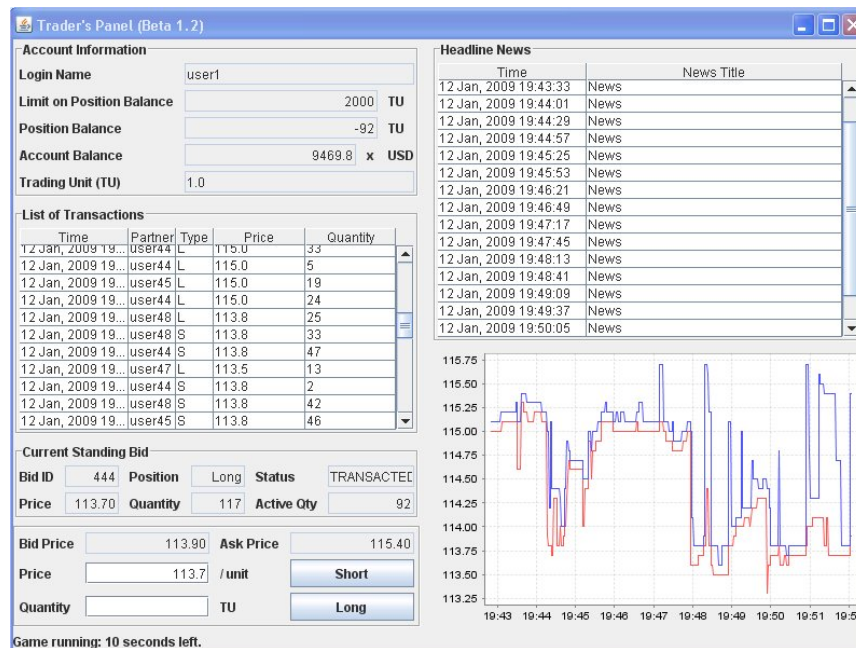 Trader's Panel (Beta 1.2)
Account Information
Login Name user1
Limit on Position Balance 2000 TU
Position Balance -92 TU
Account Balance 9469.8 x USD
Trading Unit (TU) 1.0
List of Transactions
Time Partner Type Price Quantity
12 Jan, 2009 19... user44 L 115.0 33
12 Jan, 2009 19... user44 L 115.0 5
12 Jan, 2009 19... user45 L 115.0 19
12 Jan, 2009 19... user44 L 115.0 24
12 Jan, 2009 19... user48 L 113.8 25
12 Jan, 2009 19... user48 S 113.8 33
12 Jan, 2009 19... user44 S 113.8 47
12 Jan, 2009 19... user47 L 113.5 13
12 Jan, 2009 19... user44 S 113.8 2
12 Jan, 2009 19... user48 S 113.8 42
12 Jan, 2009 19... user45 S 113.8 46
Current Standing Bid
Bid ID 444 Position Long Status TRANSACTED
Price 113.70 Quantity 117 Active Qty 92
Bid Price 113.90 Ask Price 115.40
Price 113.7 / unit Short
Quantity TU Long
Game running: 10 seconds left.
Headline News
Time News Title
12 Jan, 2009 19:43:33 News
12 Jan, 2009 19:44:01 News
12 Jan, 2009 19:44:29 News
12 Jan, 2009 19:44:57 News
12 Jan, 2009 19:45:25 News
12 Jan, 2009 19:45:53 News
12 Jan, 2009 19:46:21 News
12 Jan, 2009 19:46:49 News
12 Jan, 2009 19:47:17 News
12 Jan, 2009 19:47:45 News
12 Jan, 2009 19:48:13 News
12 Jan, 2009 19:48:41 News
12 Jan, 2009 19:49:09 News
12 Jan, 2009 19:49:37 News
12 Jan, 2009 19:50:05 News
115.75
115.50
115.25
115.00
114.75
114.50
114.25
114.00
113.75
113.50
113.25
19:43 19:44 19:45 19:46 19:47 19:48 19:49 19:50 19:51 19:5